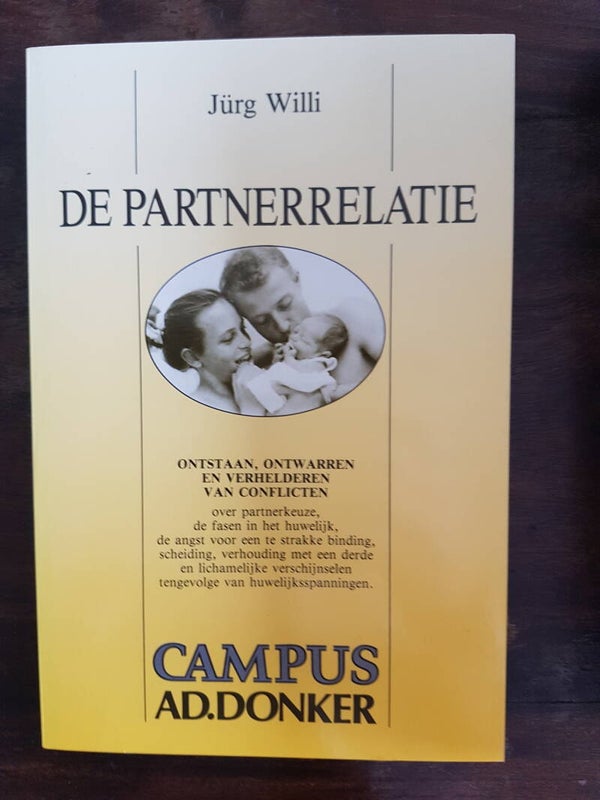 Jürg Willi
DE PARTNERRELATIE
ONTSTAAN, ONTWARREN
EN VERHELDEREN
VAN CONFLICTEN
over partnerkeuze,
de fasen in het huwelijk,
de angst voor een te strakke binding,
scheiding, verhouding met een derde
en lichamelijke verschijnselen
tengevolge van huwelijksspanningen.
CAMPUS
AD.DONKER